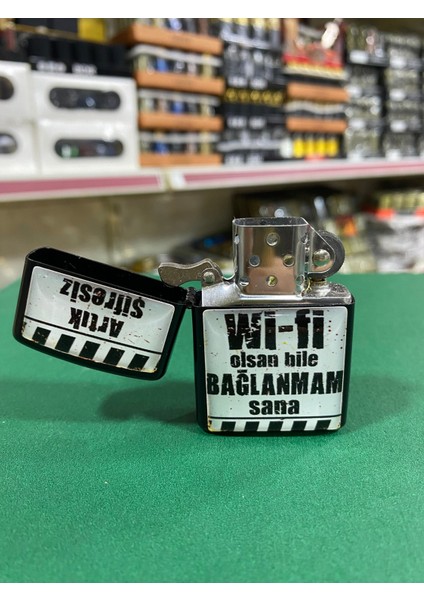 Artık
Şifresiz
Wi-fi
olsan bile
BAĞLANMAM
sana